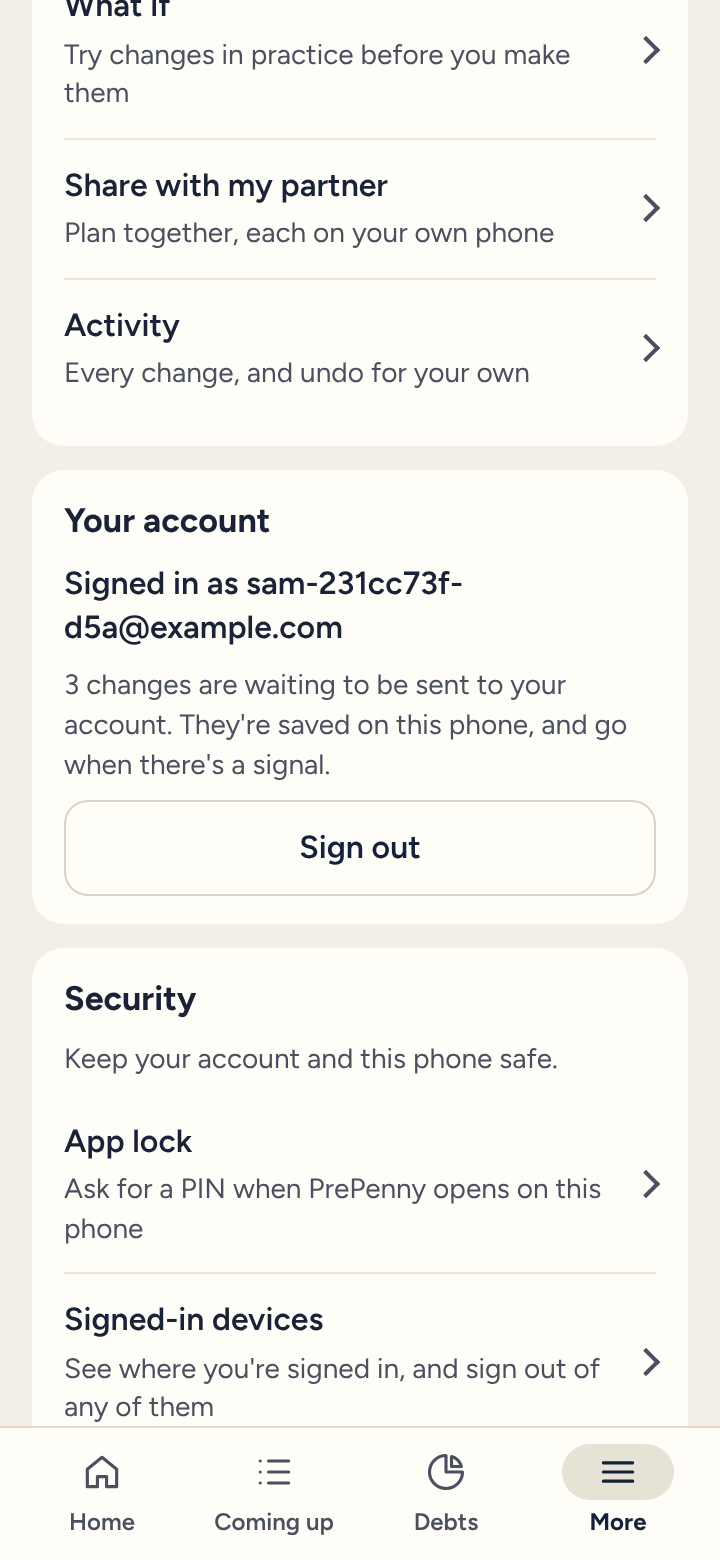 What if
Try changes in practice before you make
them
Share with my partner
Plan together, each on your own phone
Activity
Every change, and undo for your own
Your account
Signed in as sam-231cc73f-
d5a@example.com
3 changes are waiting to be sent to your
account. They're saved on this phone, and go
when there's a signal.
Sign out
Security
Keep your account and this phone safe.
App lock
Ask for a PIN when PrePenny opens on this
phone
Signed-in devices
See where you're signed in, and sign out of
any of them
Home
Coming up
Debts
More